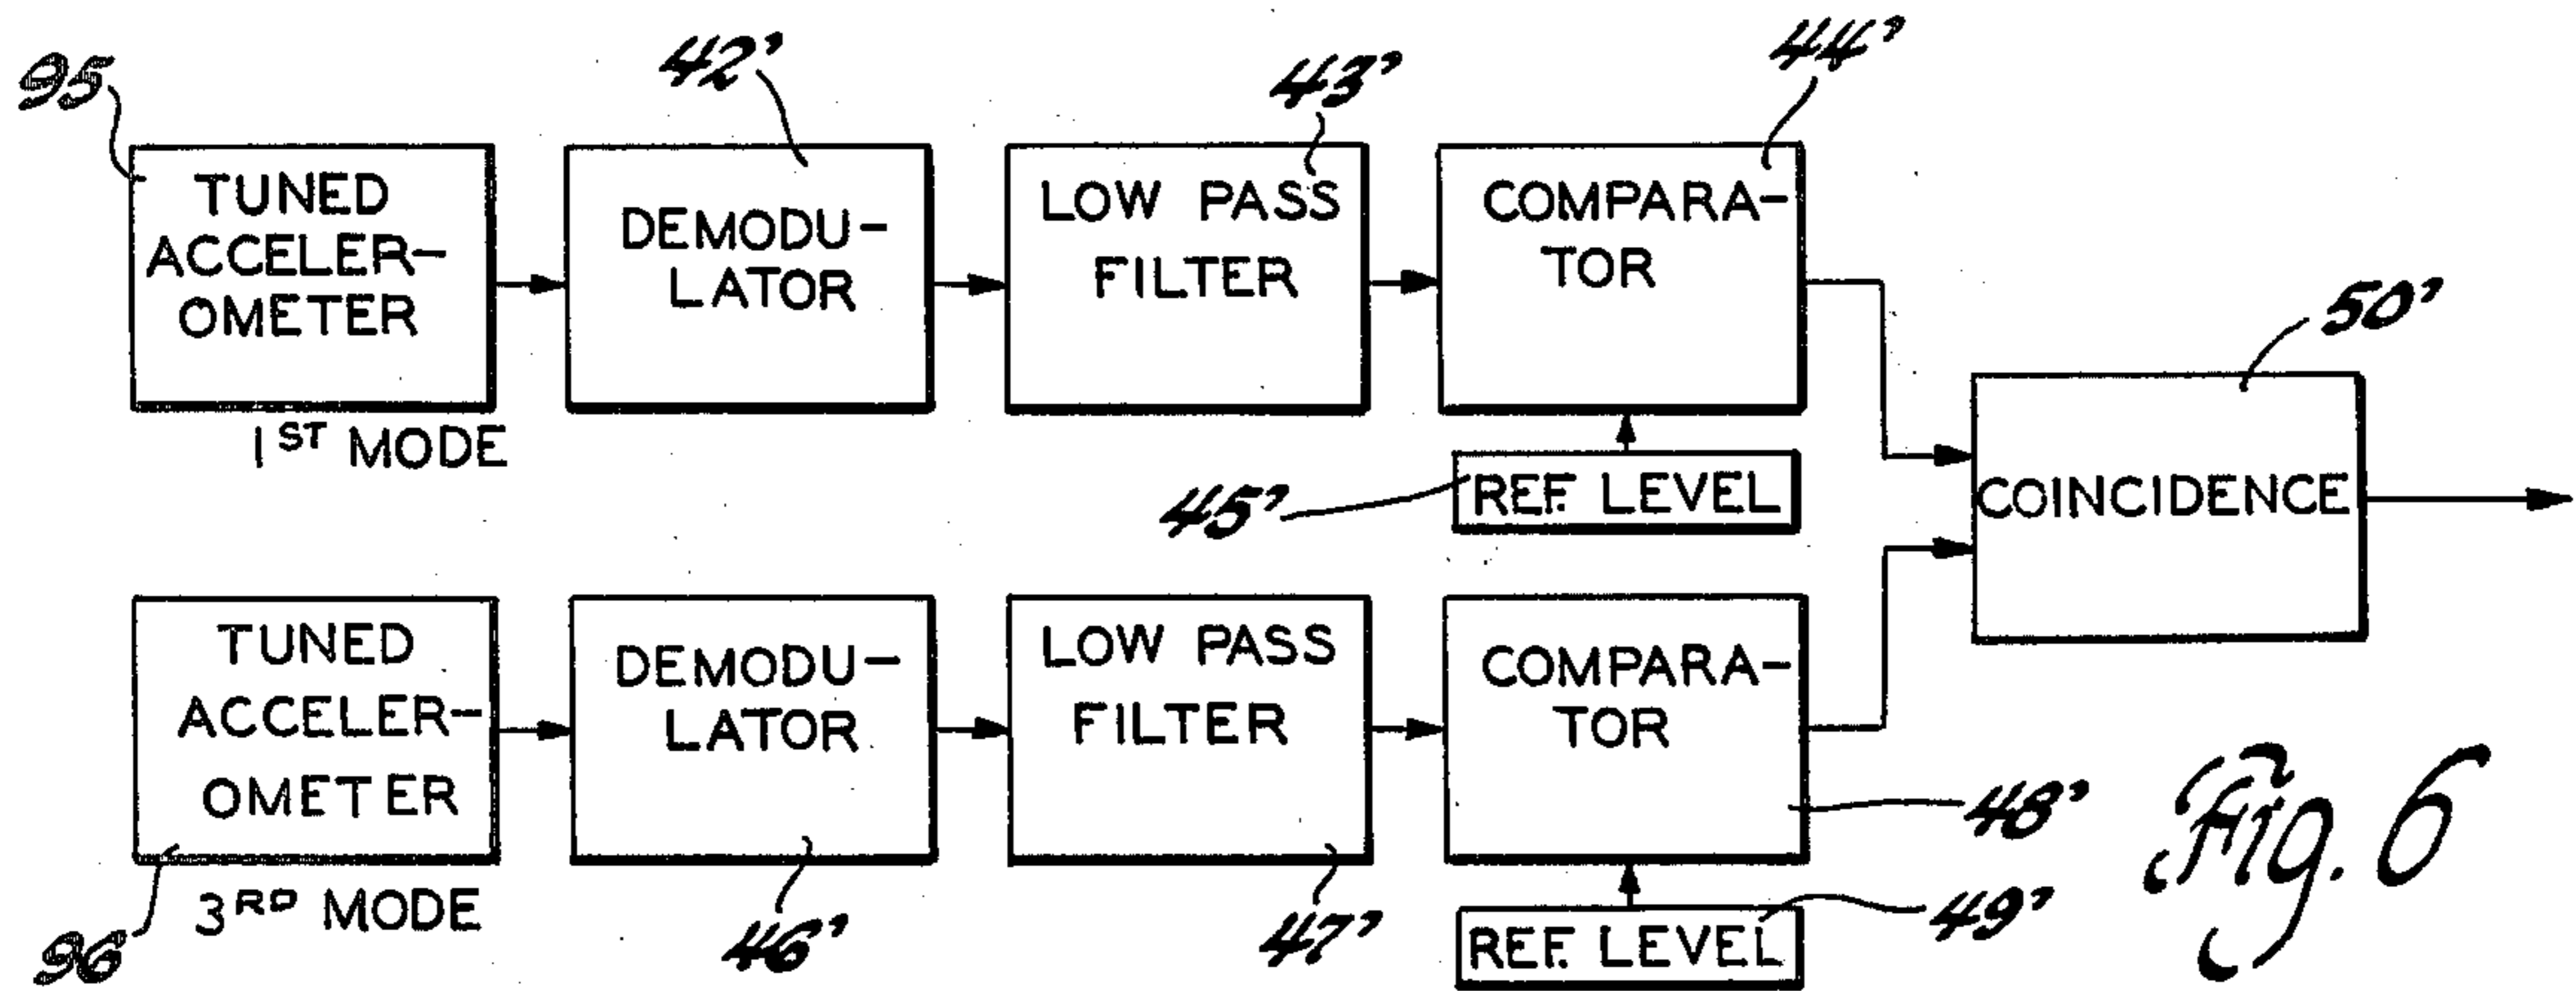 95
42'
43'
44'
TUNED
ACCELER-
OMETER
1ST MODE
DEMODU-
LATOR
LOW PASS
FILTER
COMPARA-
TOR
45'
REF. LEVEL
50'
COINCIDENCE
TUNED
ACCELER-
OMETER
96
3RD MODE
DEMODU-
LATOR
46'
LOW PASS
FILTER
47'
COMPARA-
TOR
48'
REF. LEVEL
49'
Fig. 6